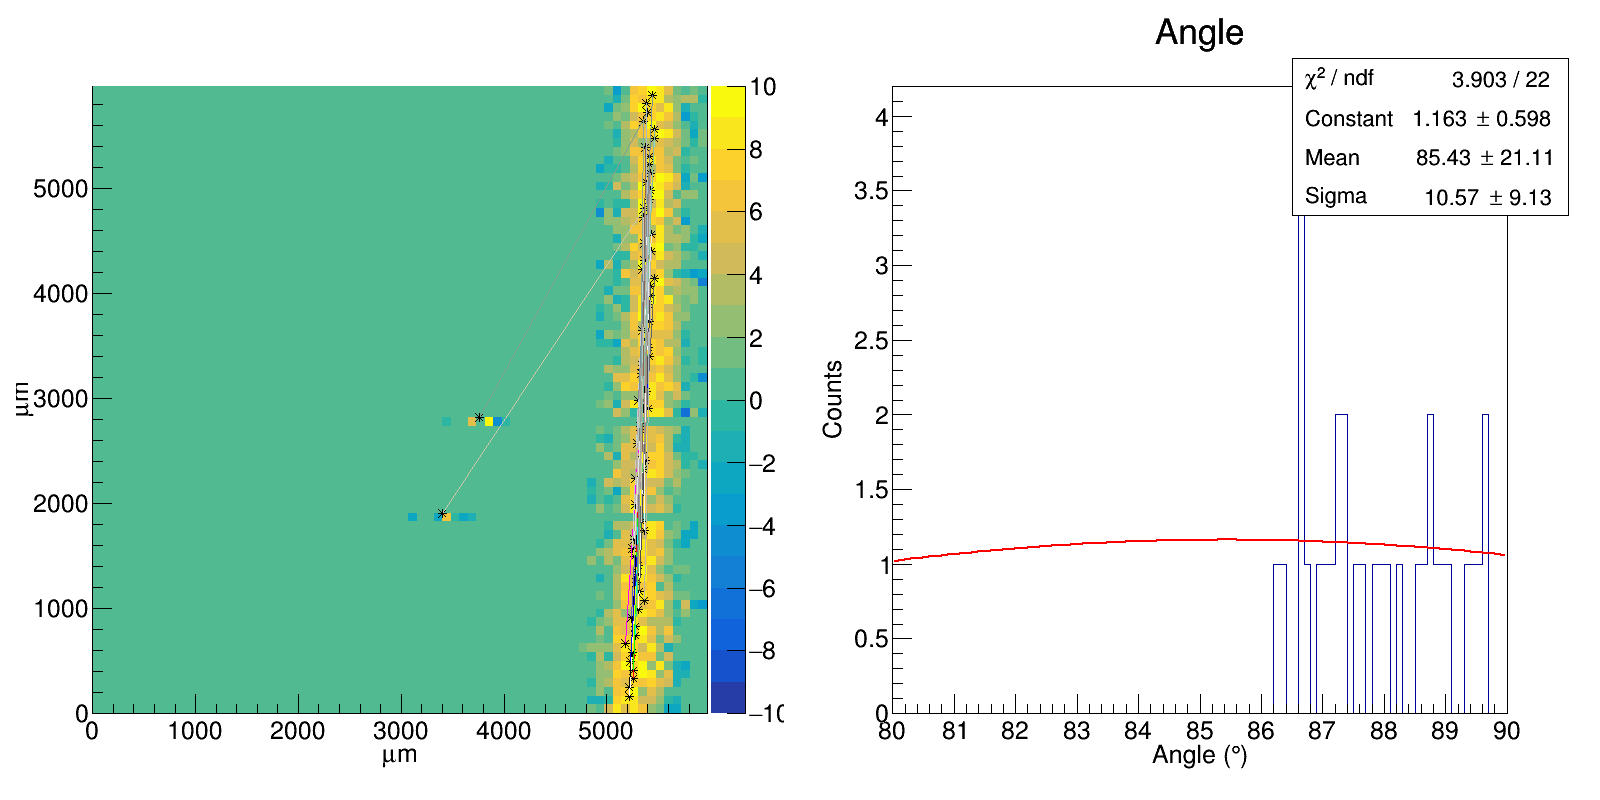 Angle
χ² / ndf 3.903 / 22
Constant 1.163 ± 0.598
Mean 85.43 ± 21.11
Sigma 10.57 ± 9.13
10
8
6
4
2
0
−2
−4
−6
−8
−10
5000
4000
3000
2000
1000
0
μm
0 1000 2000 3000 4000 5000
μm
4
3.5
3
2.5
2
1.5
1
0.5
0
Counts
80 81 82 83 84 85 86 87 88 89 90
Angle (°)